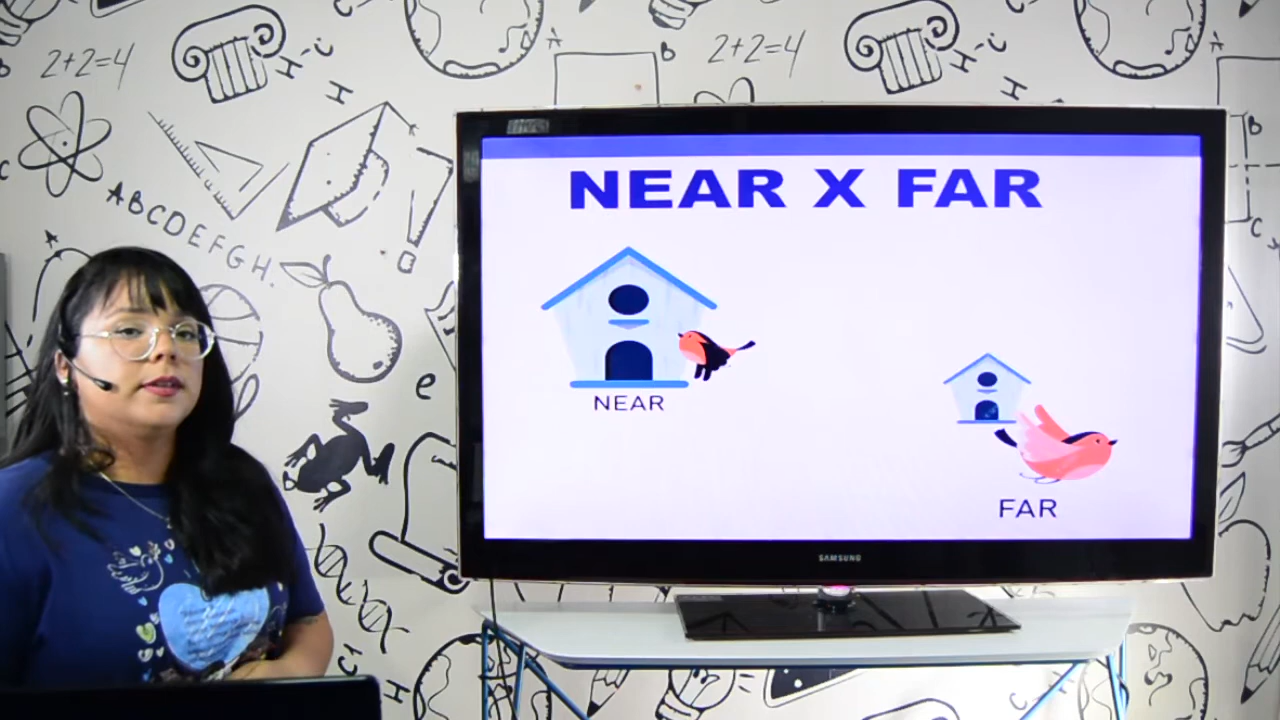 2+2=4
2+2=4
ABCDEFGH.
NEAR X FAR
NEAR
FAR
e
SAMSUNG